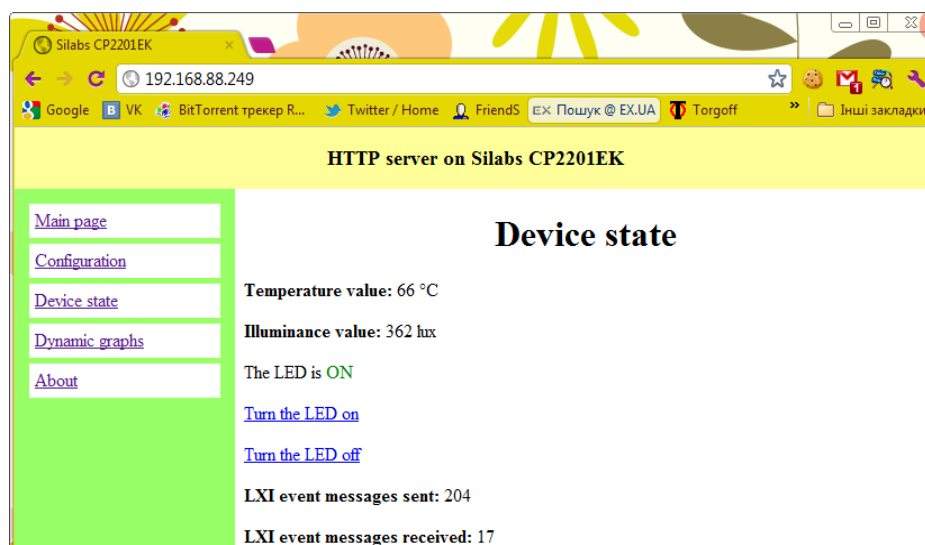 Silabs CP2201EK
192.168.88.249
1
Google VK BitTorrent трекер R... Twitter / Home FriendS EX Пошук @ EX.UA Torgoff » Інші закладки
HTTP server on Silabs CP2201EK
Main page
Configuration
Device state
Dynamic graphs
About
Device state
Temperature value: 66 °C
Illuminance value: 362 lux
The LED is ON
Turn the LED on
Turn the LED off
LXI event messages sent: 204
LXI event messages received: 17